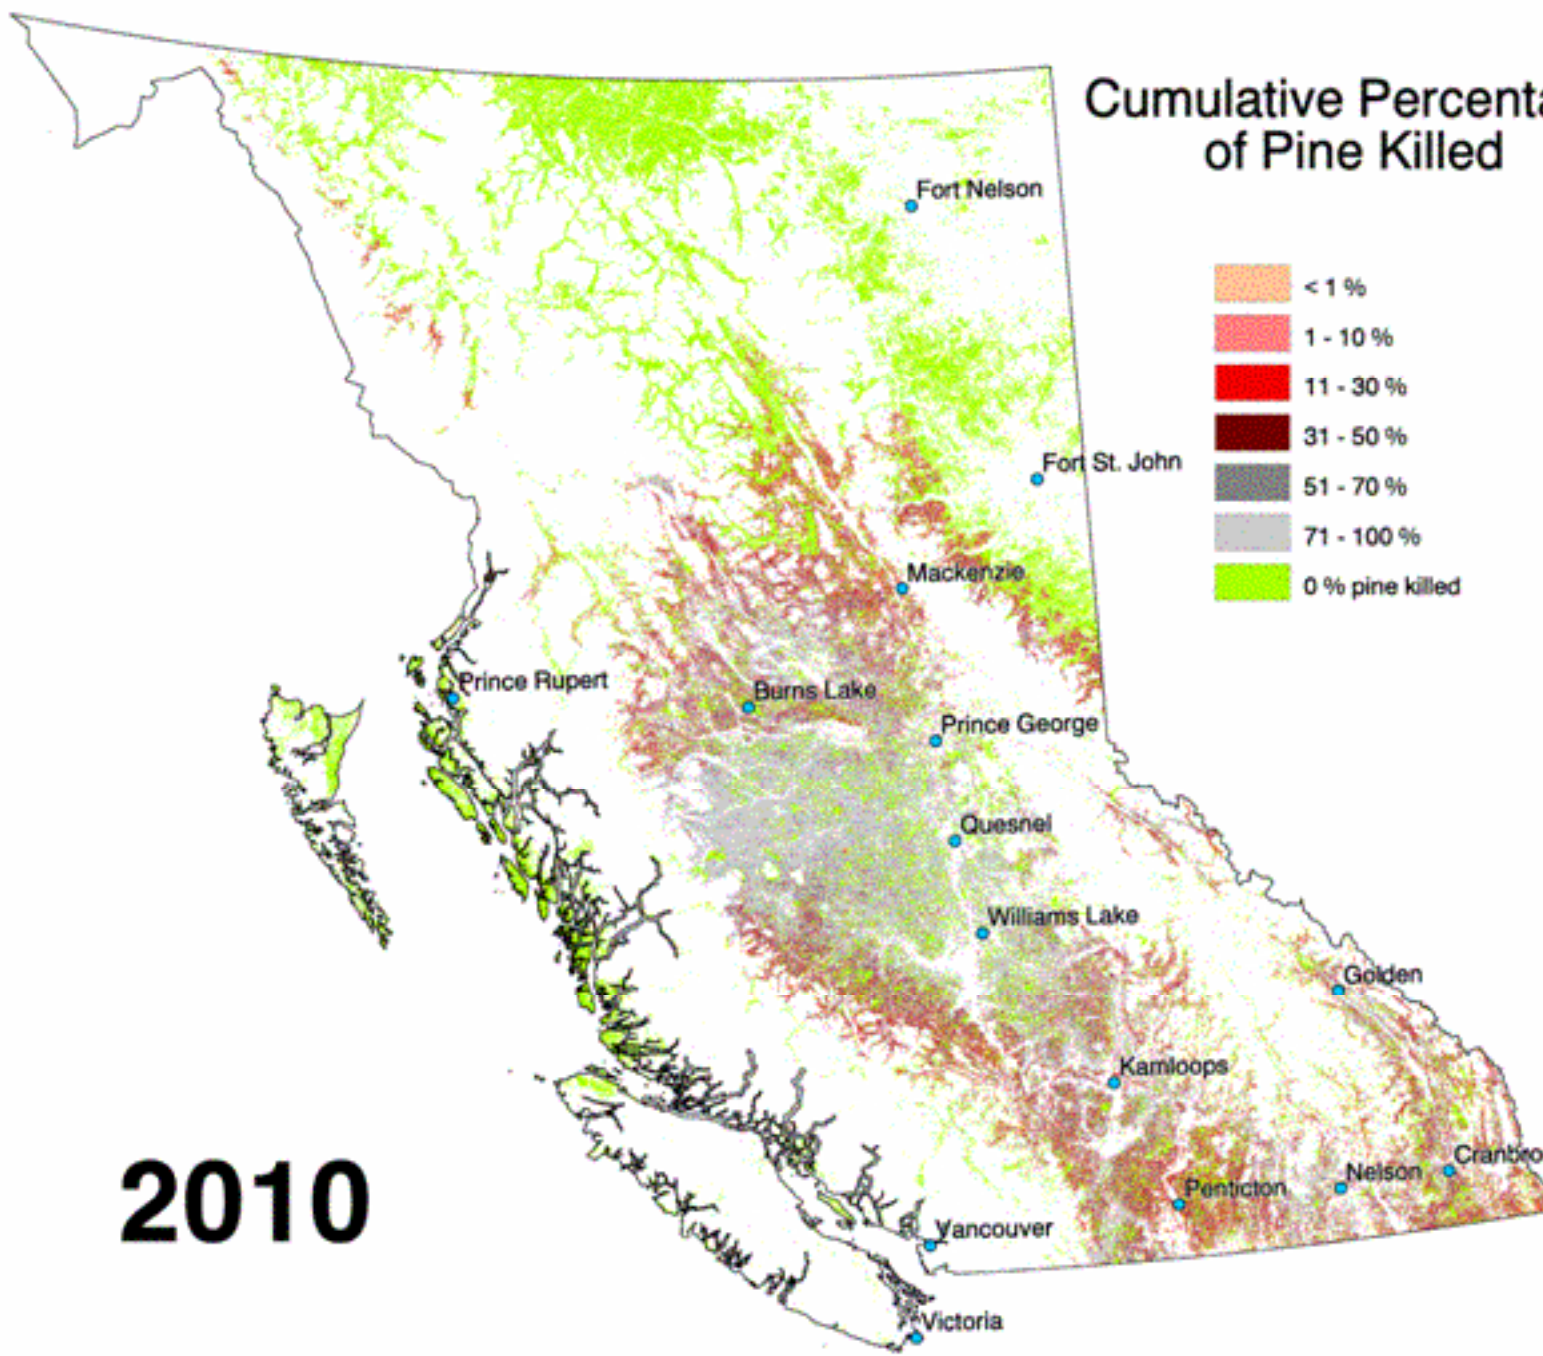 Cumulative Percenta
of Pine Killed
Fort Nelson
< 1 %
1 - 10 %
11 - 30 %
31 - 50 %
Fort St. John
51 - 70 %
71 - 100 %
Mackenzie
0 % pine killed
Prince Rupert
Burns Lake
Prince George
Quesnel
Williams Lake
Golden
Kamloops
Cranbro
Nelson
Penticton
2010
Vancouver
Victoria